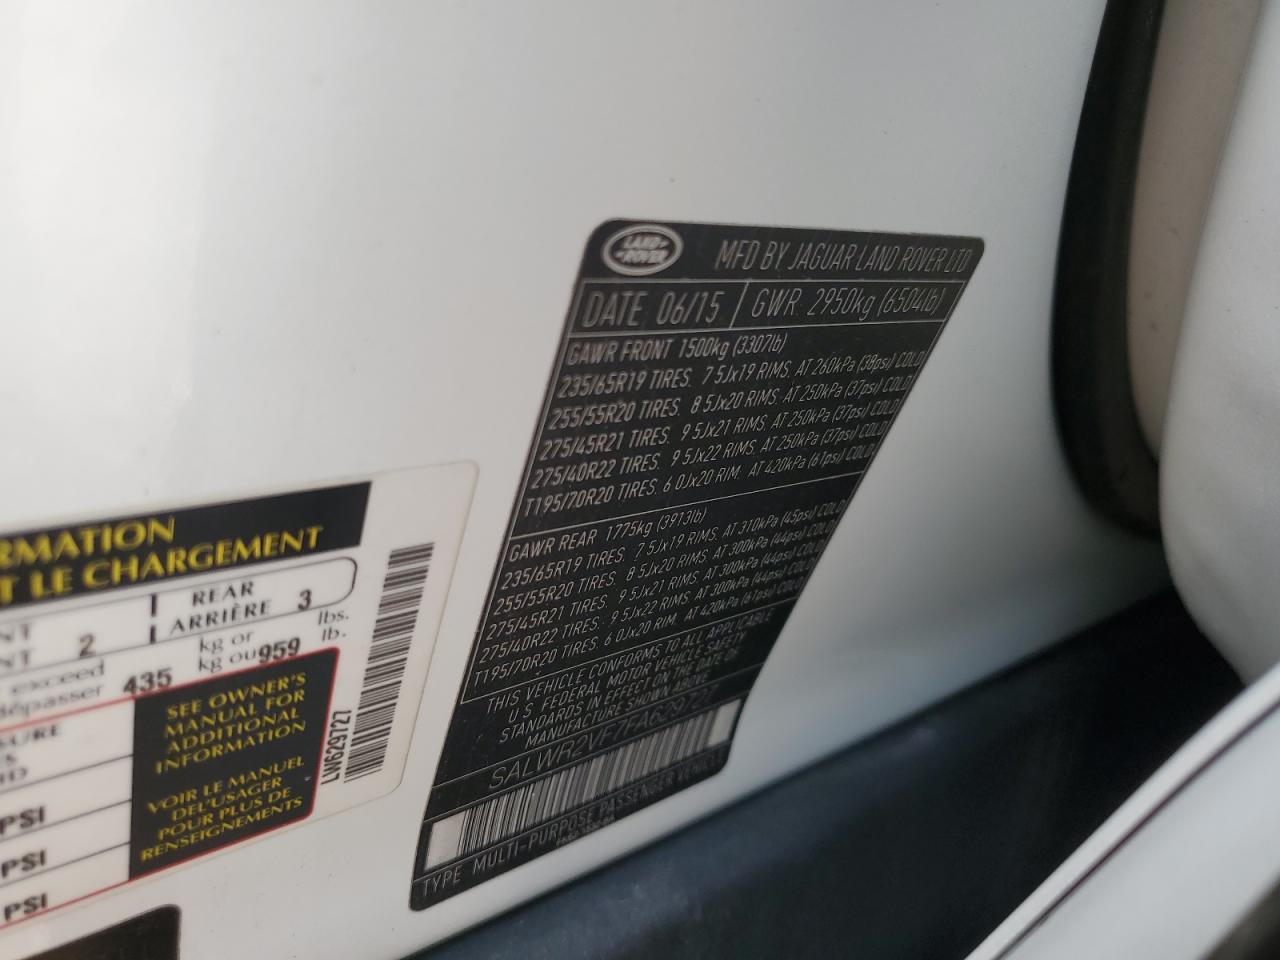 LAND
ROVER
MFD BY JAGUAR LAND ROVER LTD
DATE 06/15 GWR 2950kg (6504lb)
GAWR FRONT 1500kg (3307lb)
235/65R19 TIRES. 7.5Jx19 RIMS. AT 260kPa (38psi) COLD
255/55R20 TIRES. 8.5Jx20 RIMS. AT 250kPa (37psi) COLD
275/45R21 TIRES. 9.5Jx21 RIMS. AT 250kPa (37psi) COLD
275/40R22 TIRES. 9.5Jx22 RIMS. AT 250kPa (37psi) COLD
T195/70R20 TIRES. 6.0Jx20 RIM. AT 420kPa (61psi) COLD
GAWR REAR 1775kg (3913lb)
235/65R19 TIRES. 7.5Jx19 RIMS. AT 310kPa (45psi) COLD
255/55R20 TIRES. 8.5Jx20 RIMS. AT 300kPa (44psi) COLD
275/45R21 TIRES. 9.5Jx21 RIMS. AT 300kPa (44psi) COLD
275/40R22 TIRES. 9.5Jx22 RIMS. AT 300kPa (44psi) COLD
T195/70R20 TIRES. 6.0Jx20 RIM. AT 420kPa (61psi) COLD
THIS VEHICLE CONFORMS TO ALL APPLICABLE
U.S. FEDERAL MOTOR VEHICLE SAFETY
STANDARDS IN EFFECT ON THE DATE OF
MANUFACTURE SHOWN ABOVE
SALWR2VF7FA629727
TYPE MULTI-PURPOSE PASSENGER VEHICLE
RMATION
T LE CHARGEMENT
NT 2 REAR 3
NT ARRIÈRE
exceed 435 kg or 959 lbs.
dépasser kg ou lb.
SURE
ES
ID
PSI
PSI
PSI
SEE OWNER'S
MANUAL FOR
ADDITIONAL
INFORMATION
VOIR LE MANUEL
DEL'USAGER
POUR PLUS DE
RENSEIGNEMENTS
LW629727